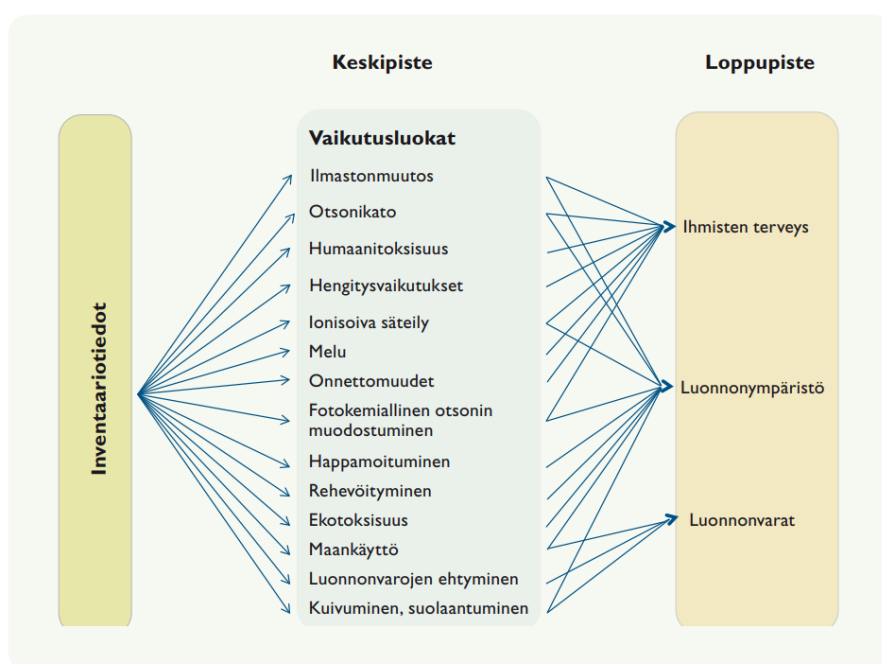 Keskipiste
Loppupiste
Inventaariotiedot
Vaikutusluokat
Ilmastonmuutos
Otsonikato
Humaanitoksisuus
Hengitysvaikutukset
Ionisoiva säteily
Melu
Onnettomuudet
Fotokemiallinen otsonin
muodostuminen
Happamoituminen
Rehevöityminen
Ekotoksisuus
Maankäyttö
Luonnonvarojen ehtyminen
Kuivuminen, suolaantuminen
Ihmisten terveys
Luonnonympäristö
Luonnonvarat